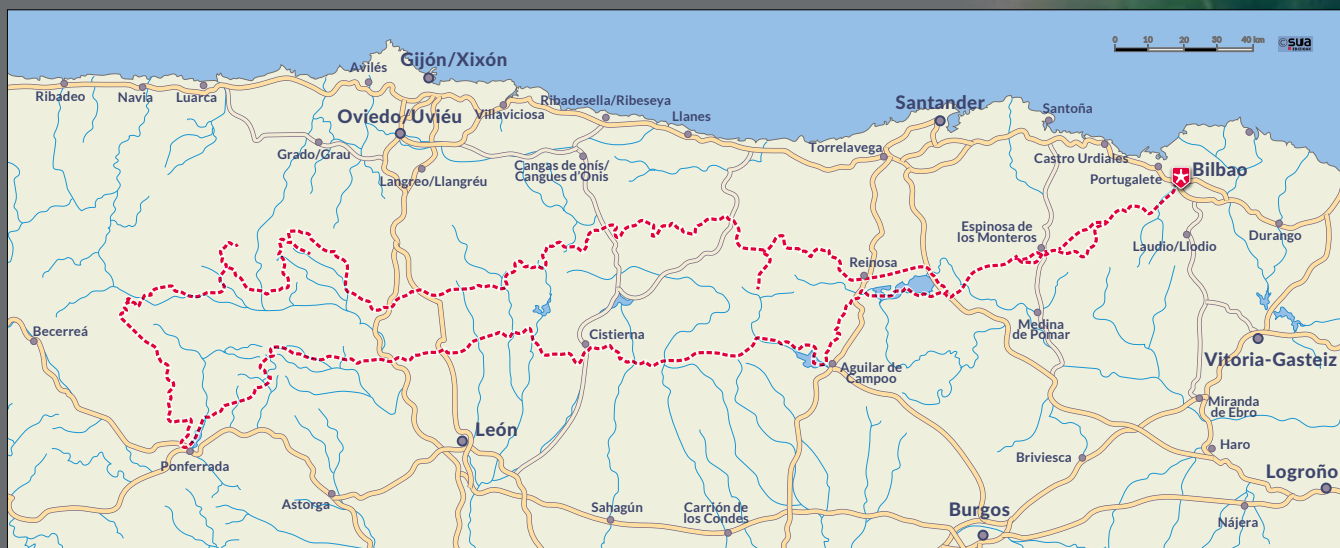 0 10 20 30 40 km
©sua
Gijón/Xixón
Avilés
Ribadeo
Navia
Luarca
Oviedo/Uviéu
Villaviciosa
Ribadesella/Ribeseya
Llanes
Santander
Santoña
Grado/Grau
Langreo/Llangréu
Cangas de onís/
Cangues d'Onís
Torrelavega
Castro Urdiales
Portugalete
Bilbao
Espinosa de
los Monteros
Laudio/Llodio
Durango
Reinosa
Becerreá
Cistierna
Medina
de Pomar
Vitoria-Gasteiz
Aguilar de
Campoo
Miranda
de Ebro
León
Haro
Briviesca
Ponferrada
Logroño
Astorga
Sahagún
Carrión de
los Condes
Burgos
Nájera